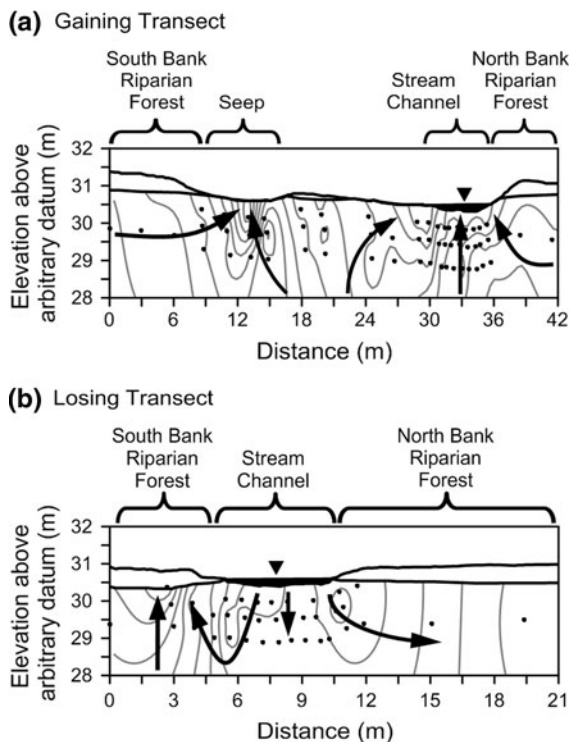 (a) Gaining Transect
South Bank
Riparian
Forest
Seep
Stream
Channel
North Bank
Riparian
Forest
Elevation above
arbitrary datum (m)
32
31
30
29
28
0 6 12 18 24 30 36 42
Distance (m)
(b) Losing Transect
South Bank
Riparian
Forest
Stream
Channel
North Bank
Riparian
Forest
Elevation above
arbitrary datum (m)
32
31
30
29
28
0 3 6 9 12 15 18 21
Distance (m)